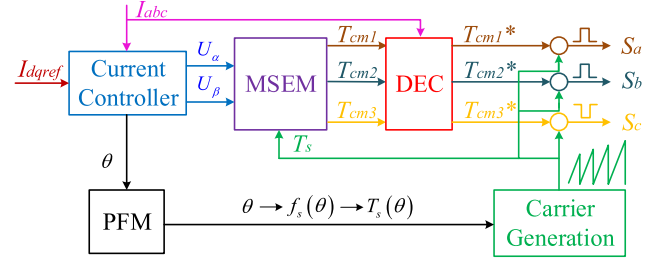 I_abc
I_dqref
Current
Controller
U_α
U_β
MSEM
T_cm1
T_cm2
T_cm3
DEC
T_cm1*
T_cm2*
T_cm3*
S_a
S_b
S_c
T_s
θ
PFM
θ → f_s(θ) → T_s(θ)
Carrier
Generation